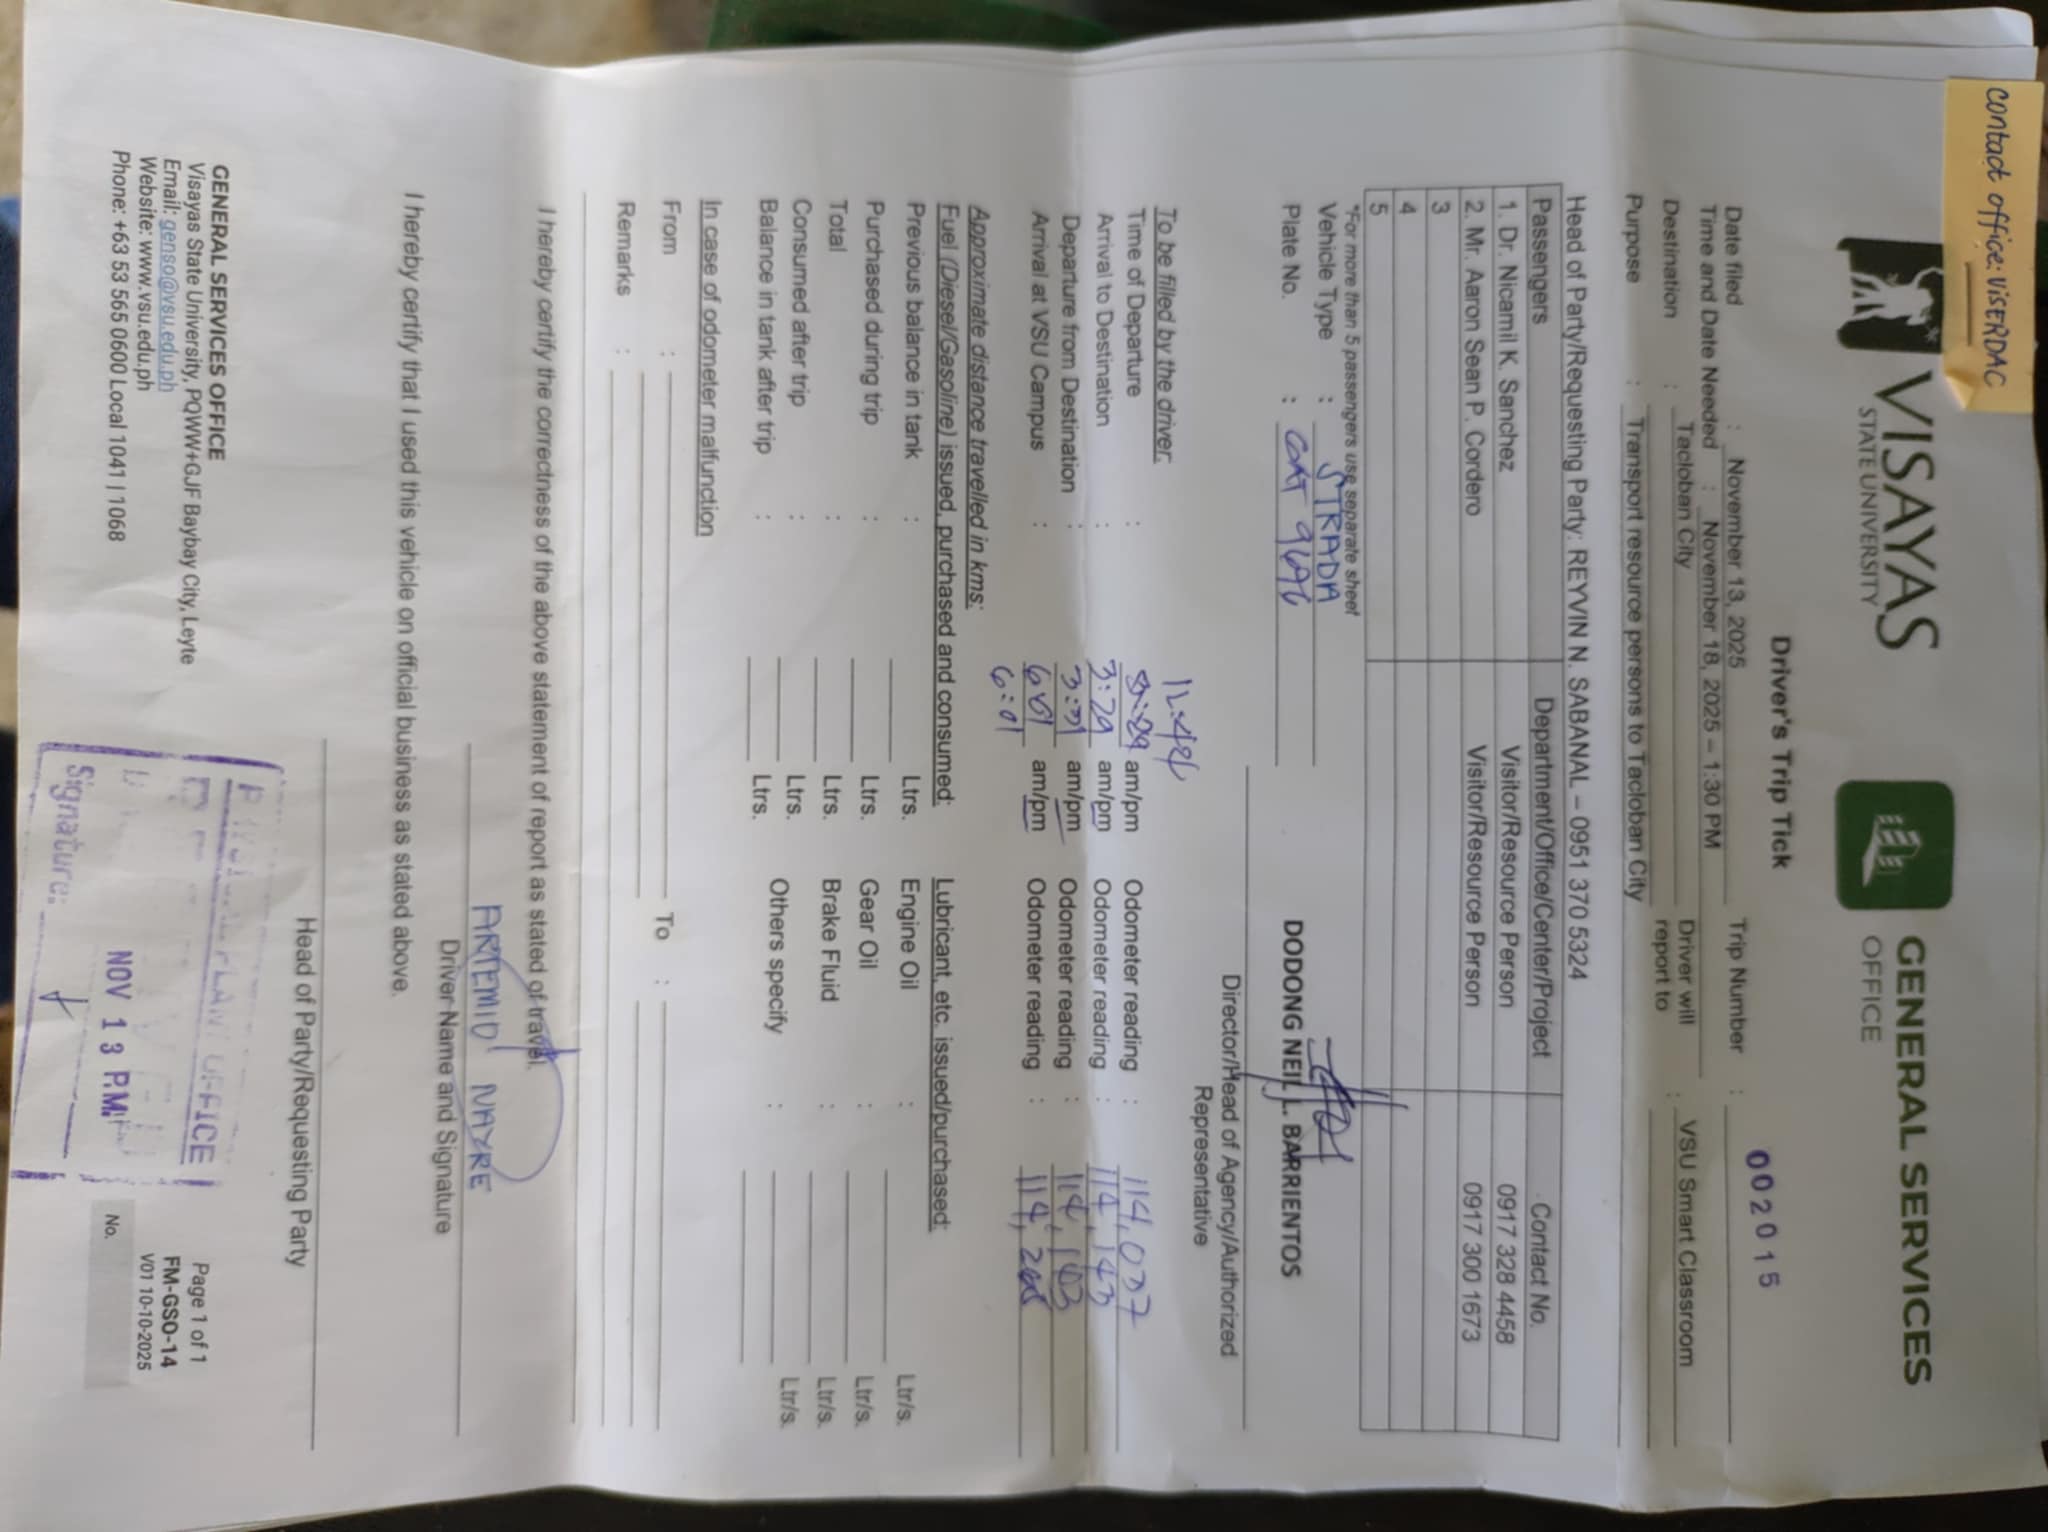 contact office: ViSERDAC
VISAYAS
STATE UNIVERSITY
GENERAL SERVICES
OFFICE
Driver's Trip Tick
002015
Date filed : November 13, 2025 Trip Number :
Time and Date Needed : November 18, 2025 – 1:30 PM
Destination : Tacloban City Driver will report to : VSU Smart Classroom
Purpose : Transport resource persons to Tacloban City
Head of Party/Requesting Party: REYVIN N. SABANAL – 0951 370 5324
Passengers Department/Office/Center/Project Contact No.
1. Dr. Nicamil K. Sanchez Visitor/Resource Person 0917 328 4458
2. Mr. Aaron Sean P. Cordero Visitor/Resource Person 0917 300 1673
3
4
5
*For more than 5 passengers use separate sheet
Vehicle Type : STRADA
Plate No. :
DODONG NEIL L. BARRIENTOS
Director/Head of Agency/Authorized
Representative
To be filled by the driver:
Time of Departure : am/pm Odometer reading : 114,037
Arrival to Destination : 3:29 am/pm Odometer reading : 114,143
Departure from Destination : 3:31 am/pm Odometer reading : 114,143
Arrival at VSU Campus : am/pm Odometer reading :
6:01
Approximate distance travelled in kms:
Fuel (Diesel/Gasoline) issued, purchased and consumed: Lubricant, etc. issued/purchased:
Previous balance in tank : Ltrs. Engine Oil : Ltr/s.
Purchased during trip : Ltrs. Gear Oil : Ltr/s.
Total : Ltrs. Brake Fluid : Ltr/s.
Consumed after trip : Ltrs. Others specify : Ltr/s.
Balance in tank after trip : Ltrs.
In case of odometer malfunction
From : To :
Remarks :
I hereby certify the correctness of the above statement of report as stated of travel.
ARTEMIO NAYRE
Driver Name and Signature
I hereby certify that I used this vehicle on official business as stated above.
Head of Party/Requesting Party
GENERAL SERVICES OFFICE
Visayas State University, PQWW+GJF Baybay City, Leyte
Email: genso@vsu.edu.ph
Website: www.vsu.edu.ph
Phone: +63 53 565 0600 Local 1041 | 1068
OFFICE
NOV 13 P.M.
Signature:
Page 1 of 1
FM-GSO-14
V01 10-10-2025
No.